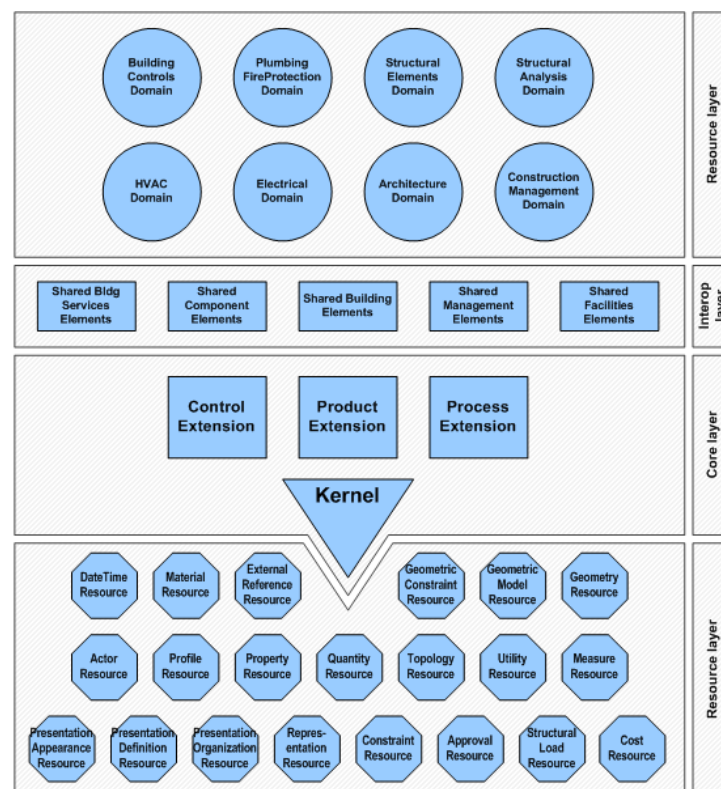 Building
Controls
Domain
Plumbing
FireProtection
Domain
Structural
Elements
Domain
Structural
Analysis
Domain
HVAC
Domain
Electrical
Domain
Architecture
Domain
Construction
Management
Domain
Resource layer
Shared Bldg
Services
Elements
Shared
Component
Elements
Shared Building
Elements
Shared
Management
Elements
Shared
Facilities
Elements
Interop
layer
Control
Extension
Product
Extension
Process
Extension
Kernel
Core layer
DateTime
Resource
Material
Resource
External
Reference
Resource
Geometric
Constraint
Resource
Geometric
Model
Resource
Geometry
Resource
Actor
Resource
Profile
Resource
Property
Resource
Quantity
Resource
Topology
Resource
Utility
Resource
Measure
Resource
Presentation
Appearance
Resource
Presentation
Definition
Resource
Presentation
Organization
Resource
Repres-
entation
Resource
Constraint
Resource
Approval
Resource
Structural
Load
Resource
Cost
Resource
Resource layer